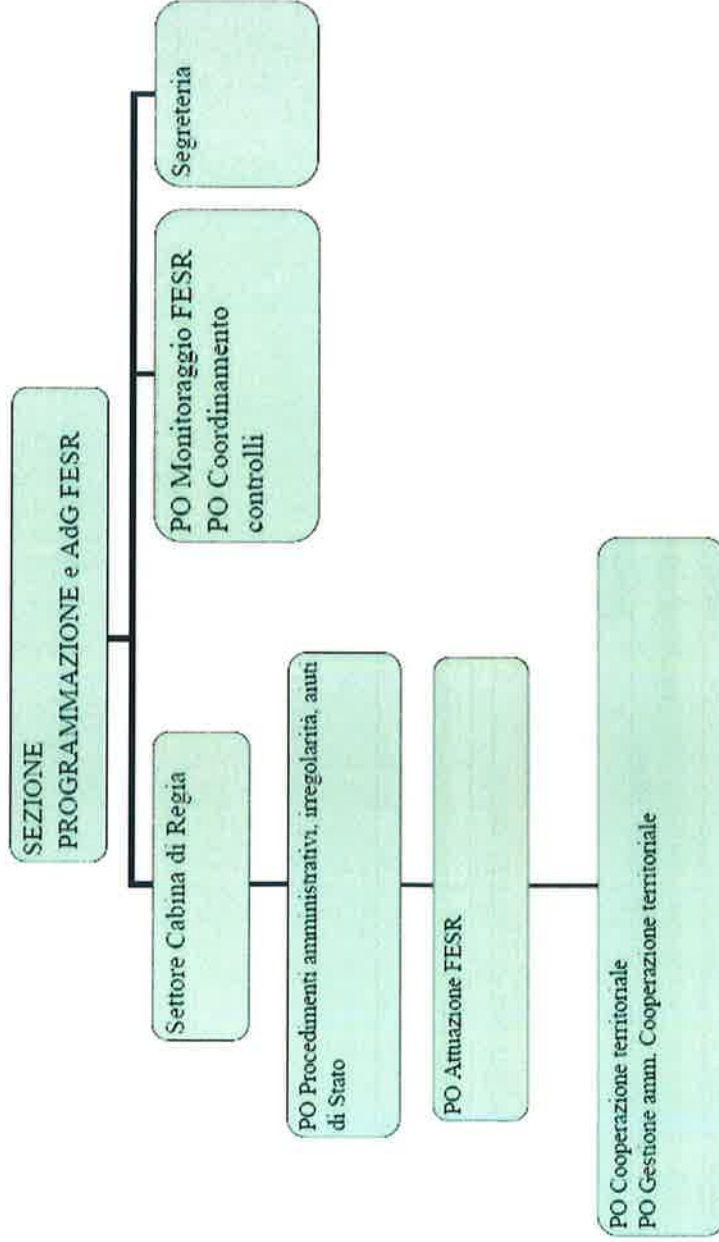 SEZIONE
PROGRAMMAZIONE e AdG FESR
Settore Cabina di Regia
PO Monitoraggio FESR
PO Coordinamento
controlli
Segreteria
PO Procedimenti amministrativi, irregolarità, aiuti
di Stato
PO Attuazione FESR
PO Cooperazione territoriale
PO Gestione amm. Cooperazione territoriale